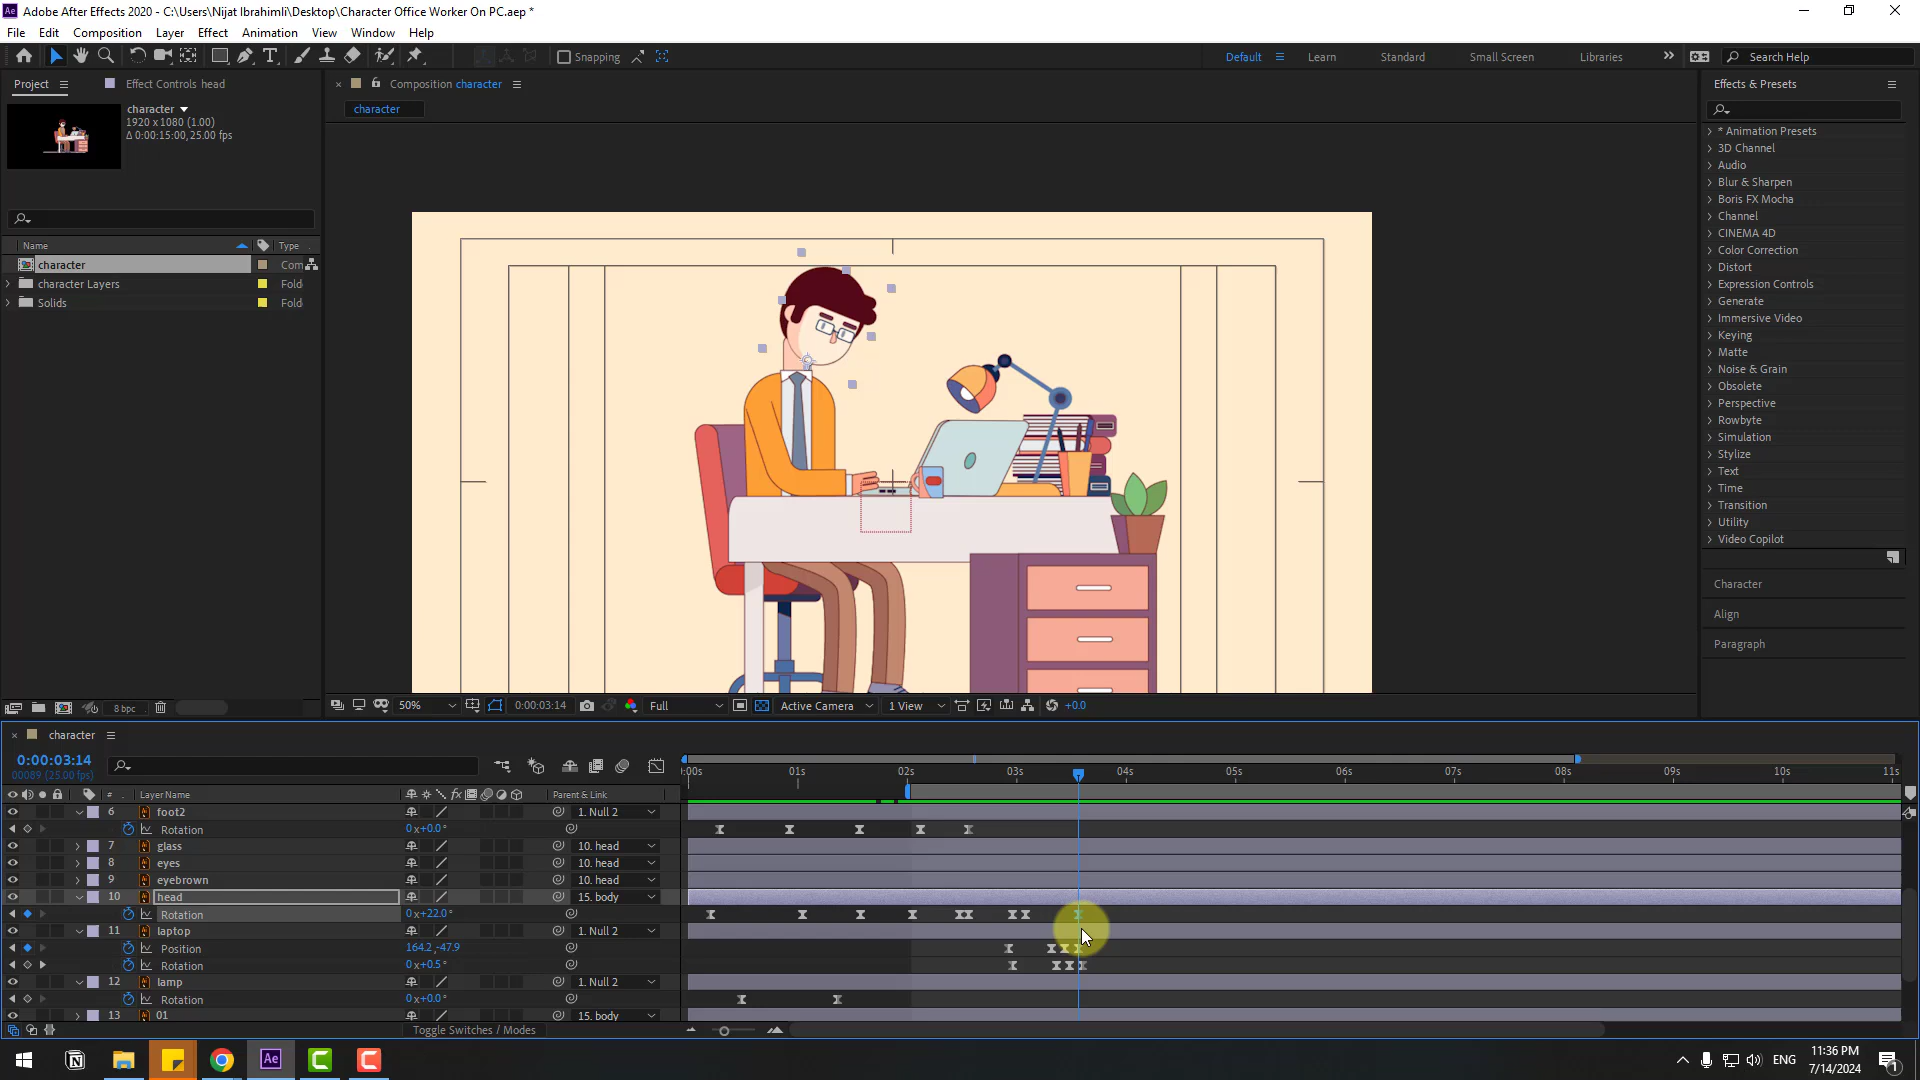 Adobe After Effects 2020 - C:\Users\Nijat Ibrahimli\Desktop\Character Office Worker On PC.aep *
File Edit Composition Layer Effect Animation View Window Help
Snapping
Default Learn Standard Small Screen Libraries Search Help
Project Effect Controls head
Composition character
Effects & Presets
character
1920 x 1080 (1.00)
Δ 0:00:15:00, 25.00 fps
character
* Animation Presets
3D Channel
Audio
Blur & Sharpen
Boris FX Mocha
Channel
CINEMA 4D
Color Correction
Distort
Expression Controls
Generate
Immersive Video
Keying
Matte
Noise & Grain
Obsolete
Perspective
Rowbyte
Simulation
Stylize
Text
Time
Transition
Utility
Video Copilot
Character
Align
Paragraph
Name Type
character Com
character Layers Fold
Solids Fold
8 bpc
50% 0:00:03:14 Full Active Camera 1 View +0.0
character
0:00:03:14
00089 (25.00 fps)
:00s 01s 02s 03s 04s 05s 06s 07s 08s 09s 10s 11s
# Layer Name Parent & Link
6 foot2 1. Null 2
Rotation 0x+0.0°
7 glass 10. head
8 eyes 10. head
9 eyebrown 10. head
10 head 15. body
Rotation 0x+22.0°
11 laptop 1. Null 2
Position 164.2,-47.9
Rotation 0x+0.5°
12 lamp 1. Null 2
Rotation 0x+0.0°
13 01 15. body
Toggle Switches / Modes
ENG
11:36 PM
7/14/2024
1